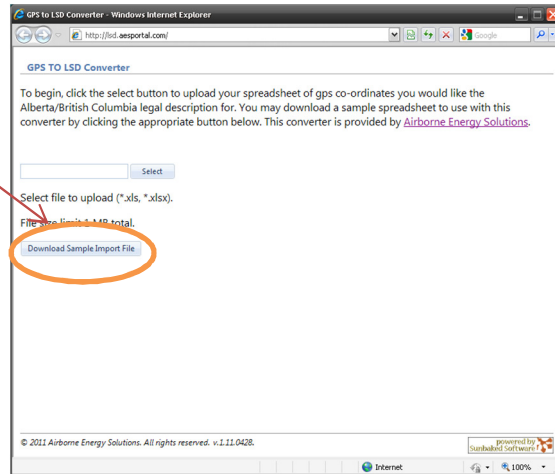 GPS to LSD Converter - Windows Internet Explorer
http://lsd.aesportal.com/
Google
GPS TO LSD Converter
To begin, click the select button to upload your spreadsheet of gps co-ordinates you would like the
Alberta/British Columbia legal description for. You may download a sample spreadsheet to use with this
converter by clicking the appropriate button below. This converter is provided by Airborne Energy Solutions.
Select
Select file to upload (*.xls, *.xlsx).
File size limit MB total.
Download Sample Import File
© 2011 Airborne Energy Solutions. All rights reserved. v.1.11.0428.
powered by
Sunbaked Software
Internet
100%